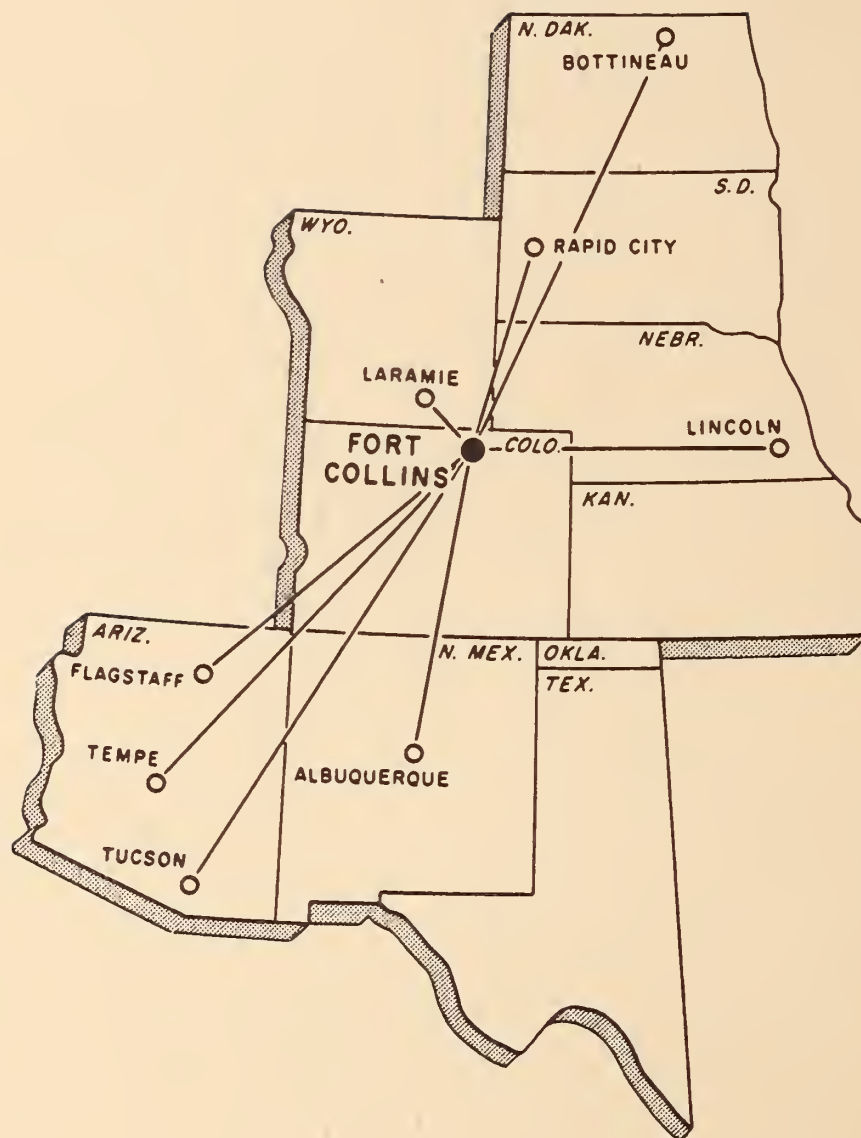 N. DAK.
BOTTINEAU
S.D.
WYO.
RAPID CITY
NEBR.
LARAMIE
FORT
COLLINS
COLO.
LINCOLN
KAN.
ARIZ.
N. MEX.
OKLA.
FLAGSTAFF
TEX.
TEMPE
ALBUQUERQUE
TUCSON